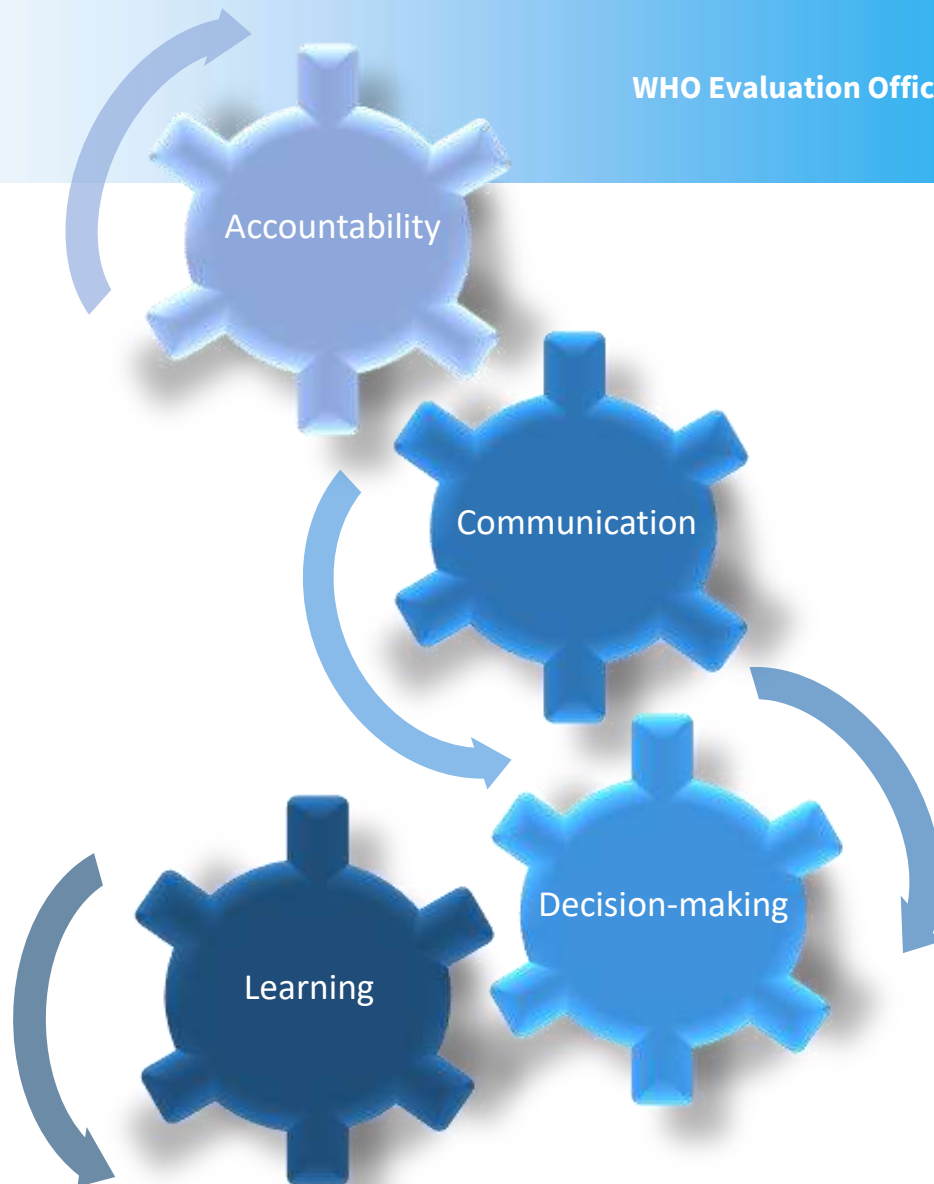 WHO Evaluation Offic
Accountability
Communication
Decision-making
Learning